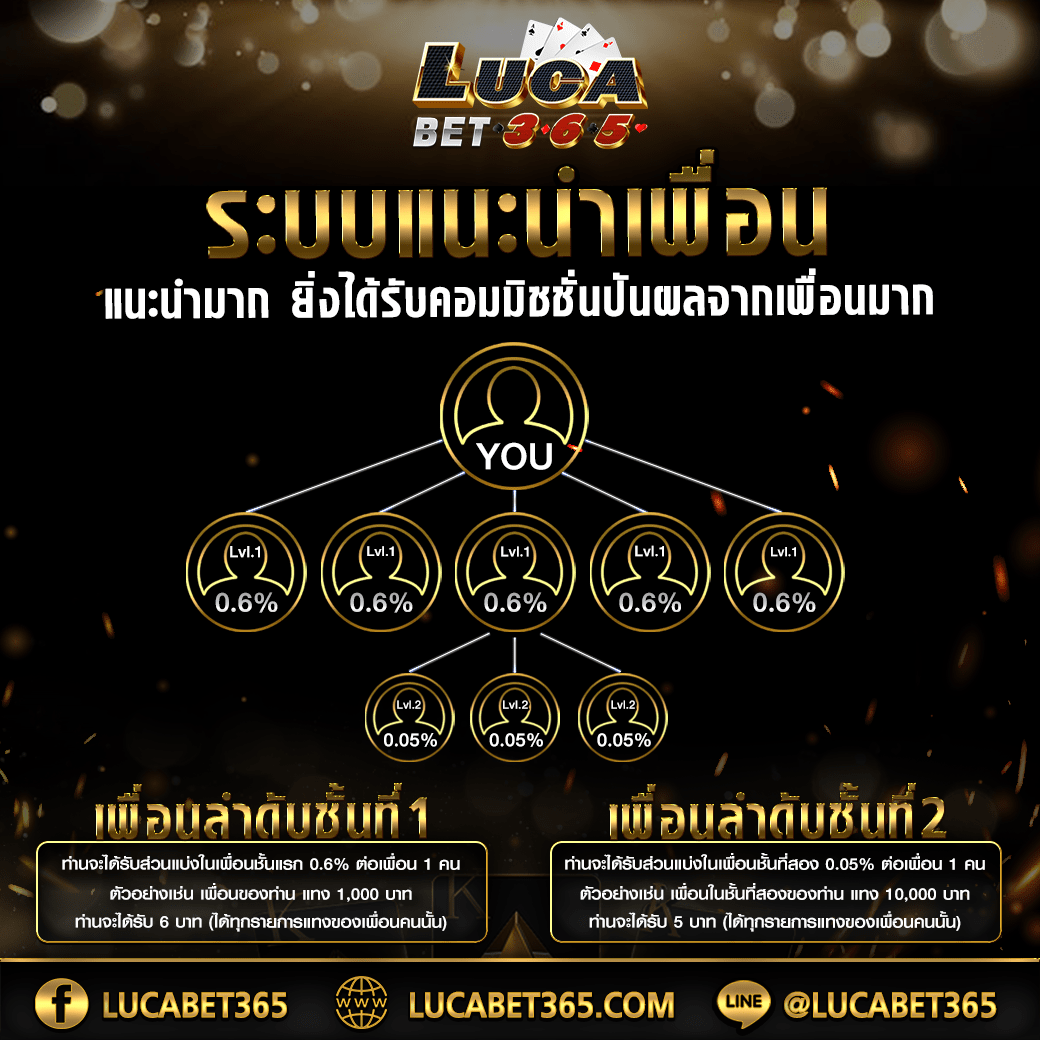 LUCA
BET 365
ระบบแนะนำเพื่อน
แนะนำมาก ยิ่งได้รับคอมมิชชั่นปันผลจากเพื่อนมาก
YOU
Lvl.1 Lvl.1 Lvl.1 Lvl.1 Lvl.1
0.6% 0.6% 0.6% 0.6% 0.6%
Lvl.2 Lvl.2 Lvl.2
0.05% 0.05% 0.05%
เพื่อนลำดับชั้นที่ 1
ท่านจะได้รับส่วนแบ่งในเพื่อนชั้นแรก 0.6% ต่อเพื่อน 1 คน
ตัวอย่างเช่น เพื่อนของท่าน แทง 1,000 บาท
ท่านจะได้รับ 6 บาท (ได้ทุกรายการแทงของเพื่อนคนนั้น)
เพื่อนลำดับชั้นที่ 2
ท่านจะได้รับส่วนแบ่งในเพื่อนชั้นที่สอง 0.05% ต่อเพื่อน 1 คน
ตัวอย่างเช่น เพื่อนในชั้นที่สองของท่าน แทง 10,000 บาท
ท่านจะได้รับ 5 บาท (ได้ทุกรายการแทงของเพื่อนคนนั้น)
f LUCABET365
WWW LUCABET365.COM
LINE @LUCABET365